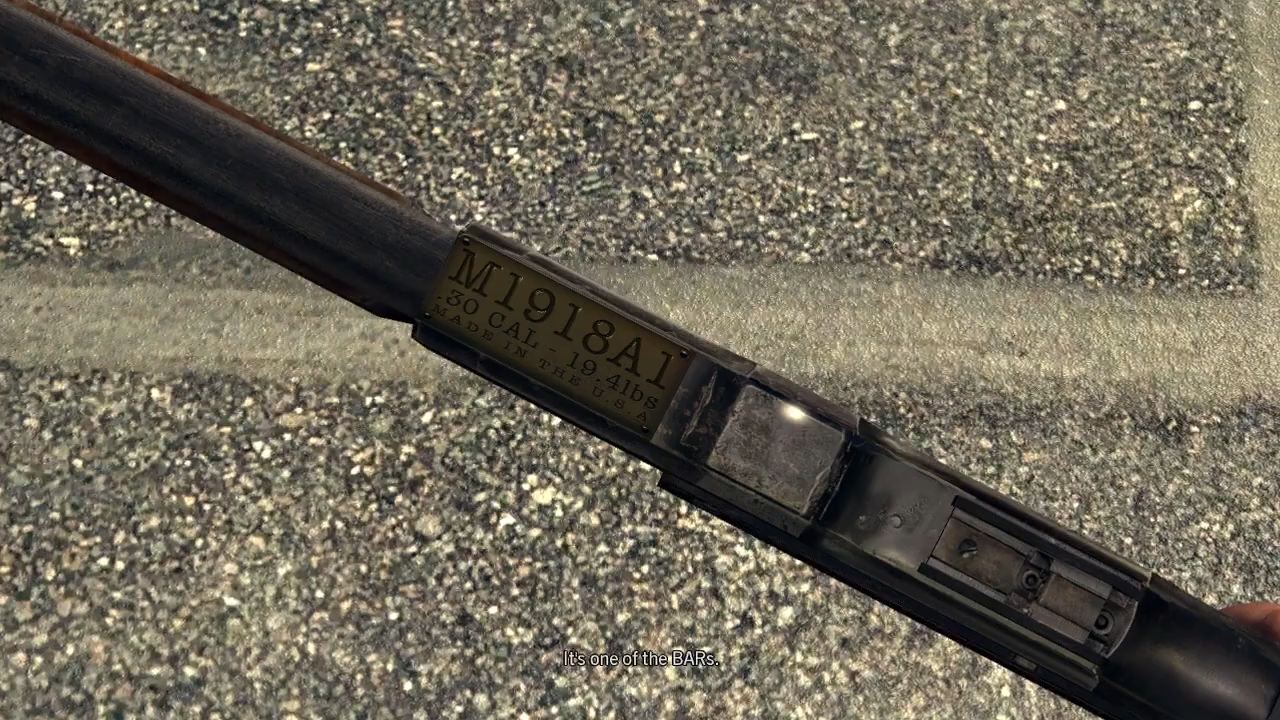 M1918A1
.30 CAL - 19.4lbs
MADE IN THE U.S.A
It's one of the BARs.